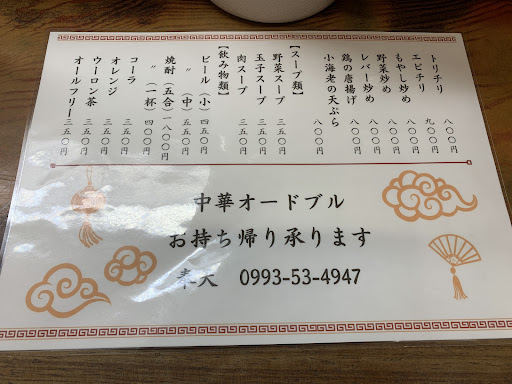 トリチリ 八〇〇円
エビチリ 九〇〇円
もやし炒め 八〇〇円
野菜炒め 八〇〇円
レバー炒め 八〇〇円
鶏の唐揚げ 八〇〇円
小海老の天ぷら 八〇〇円
【スープ類】
野菜スープ 三五〇円
玉子スープ 三五〇円
肉スープ 三五〇円
【飲み物類】
ビール（小）四五〇円
〃（中）五五〇円
焼酎（五合）一八〇〇円
〃（一杯）四〇〇円
コーラ 三五〇円
オレンジ 三五〇円
ウーロン茶 三五〇円
オールフリー 三五〇円
中華オードブル
お持ち帰り承ります
奉天 0993-53-4947